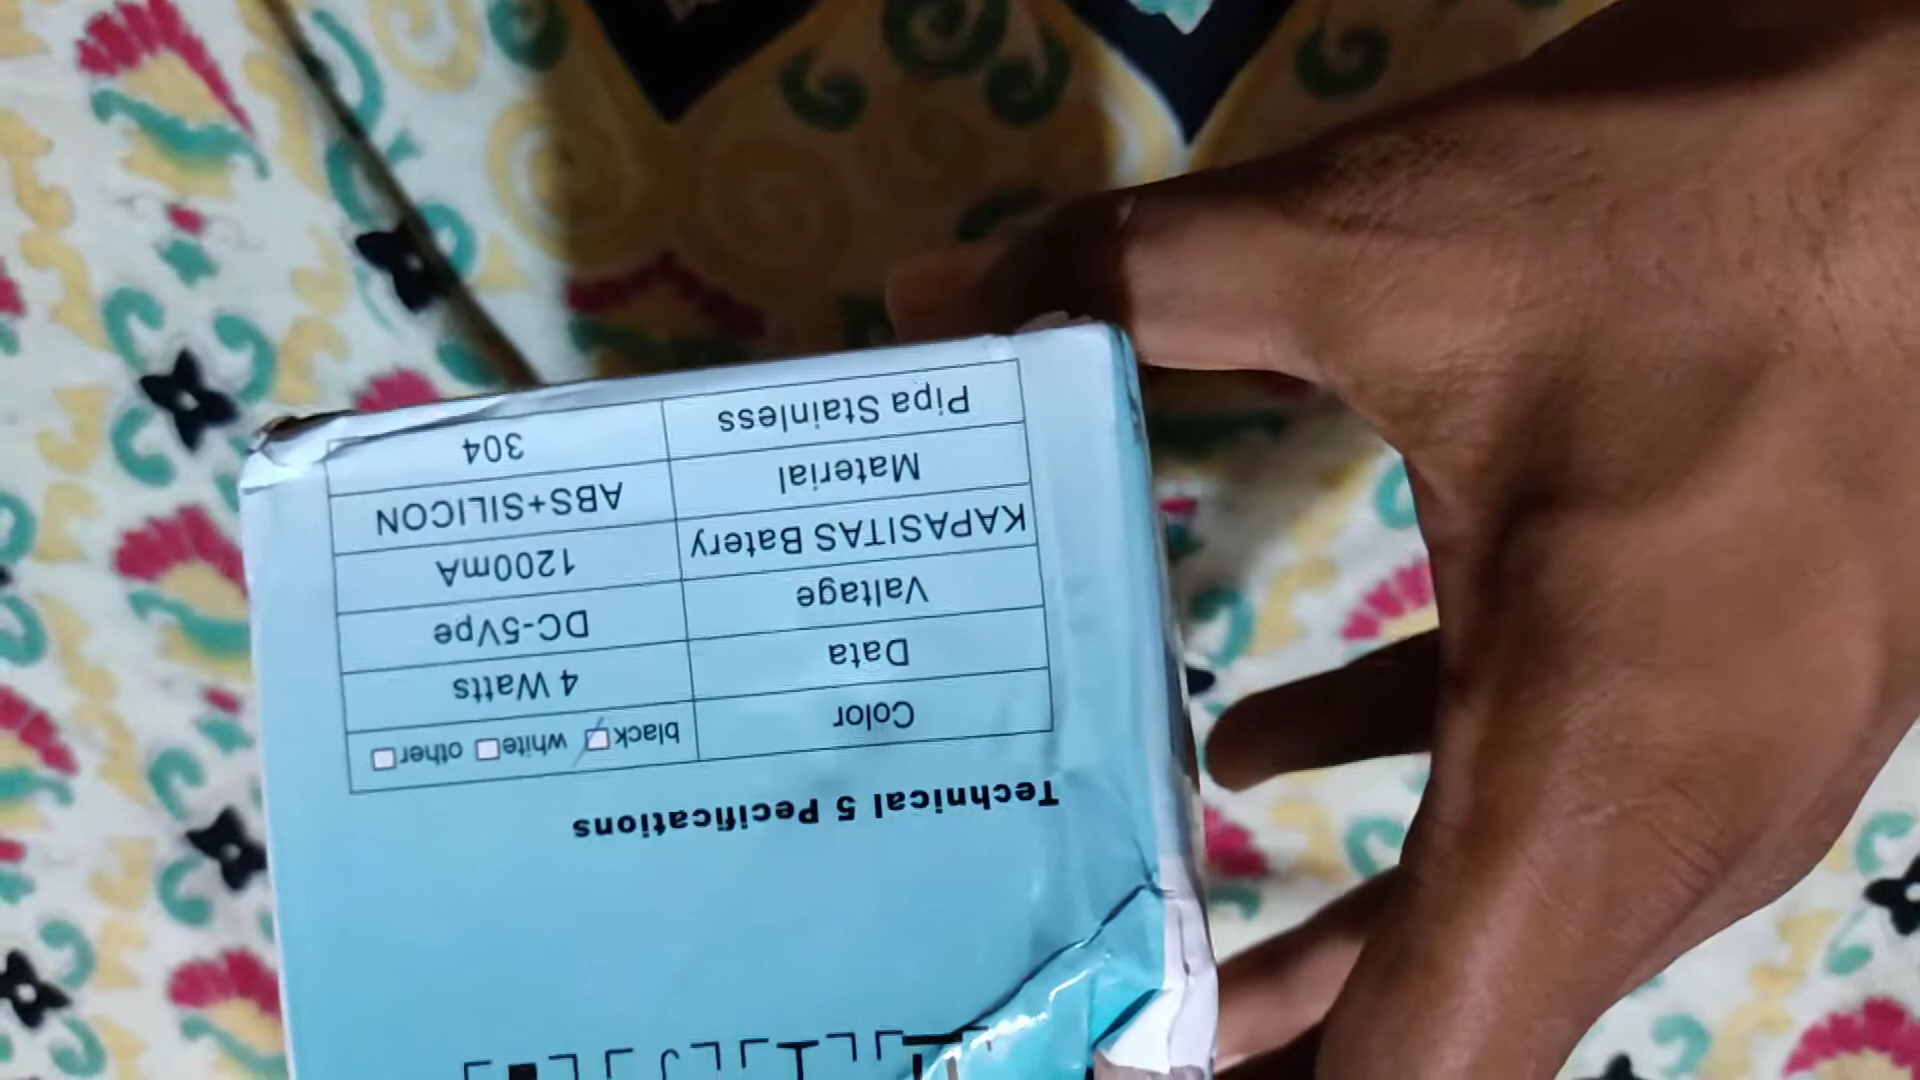 Technical 5 Pecifications
Color black white other
Data 4 Watts
Valtage DC-5Vpe
KAPASITAS Batery 1200mA
Material ABS+SILICON
Pipa Stainless 304